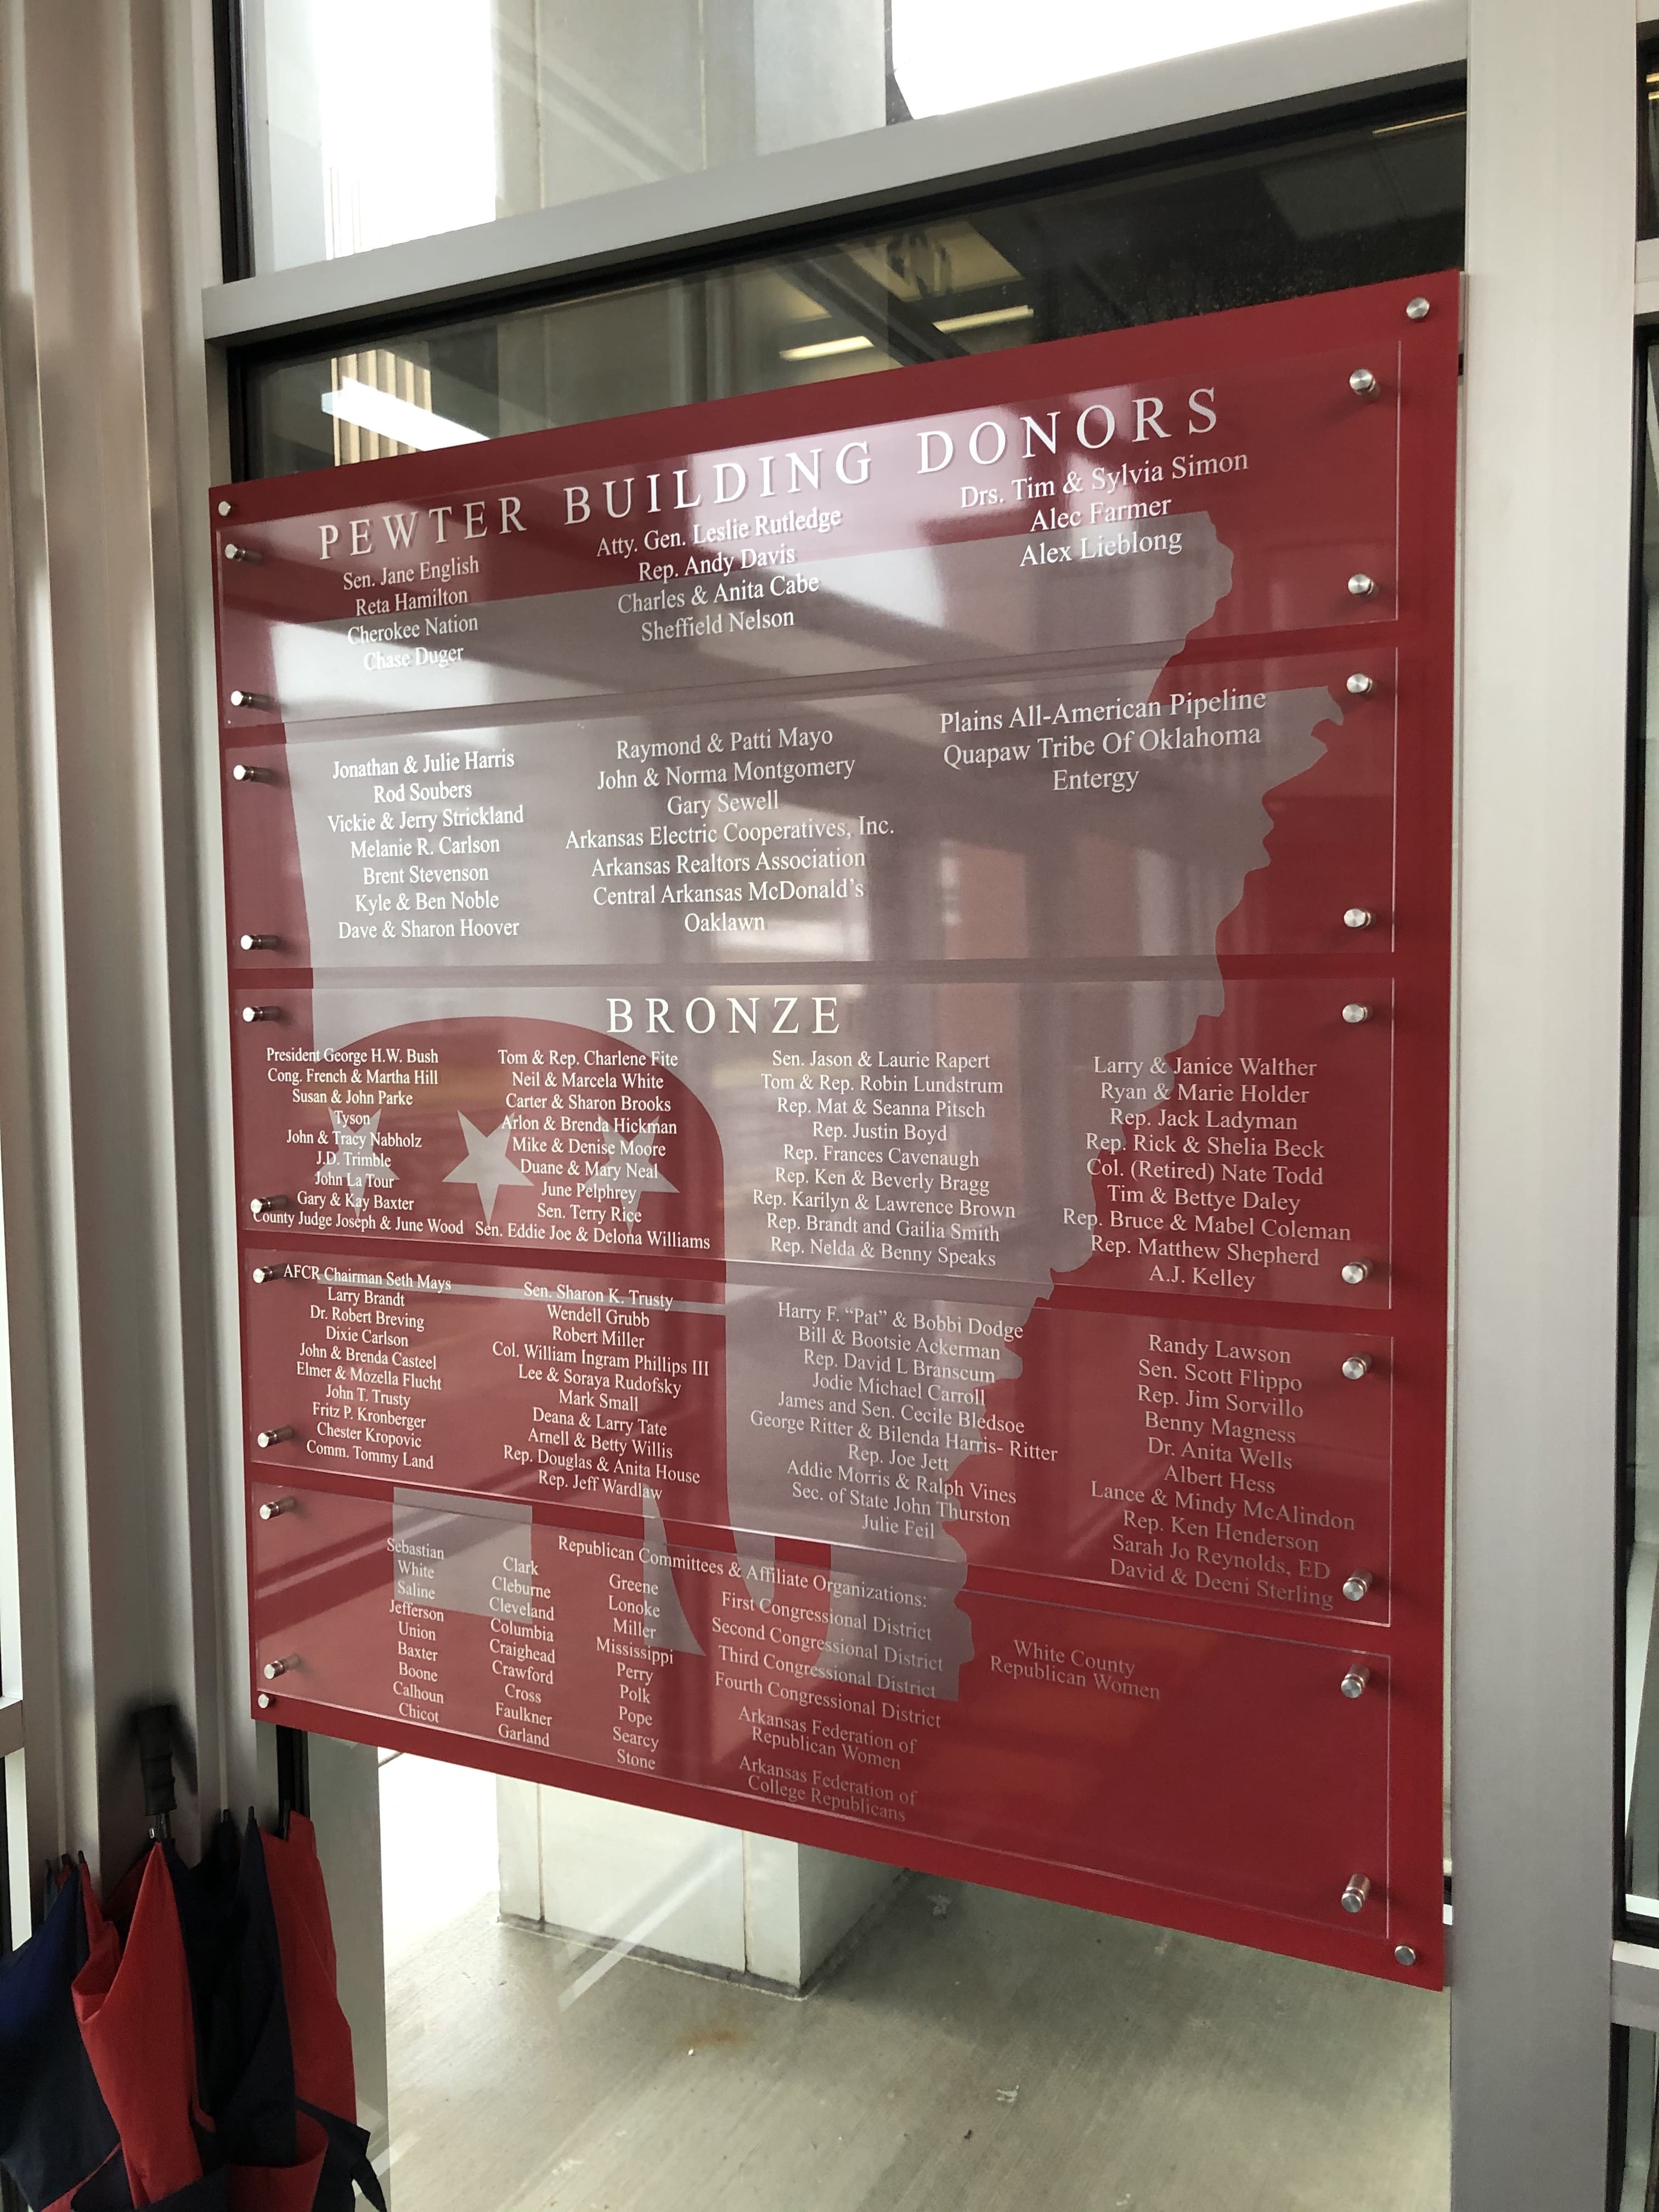 PEWTER BUILDING DONORS
Sen. Jane English
Reta Hamilton
Cherokee Nation
Chase Duger
Atty. Gen. Leslie Rutledge
Rep. Andy Davis
Charles & Anita Cabe
Sheffield Nelson
Drs. Tim & Sylvia Simon
Alec Farmer
Alex Lieblong
Jonathan & Julie Harris
Rod Soubers
Vickie & Jerry Strickland
Melanie R. Carlson
Brent Stevenson
Kyle & Ben Noble
Dave & Sharon Hoover
Raymond & Patti Mayo
John & Norma Montgomery
Gary Sewell
Arkansas Electric Cooperatives, Inc.
Arkansas Realtors Association
Central Arkansas McDonald's
Oaklawn
Plains All-American Pipeline
Quapaw Tribe Of Oklahoma
Entergy
BRONZE
President George H.W. Bush
Cong. French & Martha Hill
Susan & John Parke
Tyson
John & Tracy Nabholz
J.D. Trimble
John La Tour
Gary & Kay Baxter
County Judge Joseph & June Wood
Tom & Rep. Charlene Fite
Neil & Marcela White
Carter & Sharon Brooks
Arlon & Brenda Hickman
Mike & Denise Moore
Duane & Mary Neal
June Pelphrey
Sen. Terry Rice
Sen. Eddie Joe & Delona Williams
Sen. Jason & Laurie Rapert
Tom & Rep. Robin Lundstrum
Rep. Mat & Seanna Pitsch
Rep. Justin Boyd
Rep. Frances Cavenaugh
Rep. Ken & Beverly Bragg
Rep. Karilyn & Lawrence Brown
Rep. Brandt and Gailia Smith
Rep. Nelda & Benny Speaks
Larry & Janice Walther
Ryan & Marie Holder
Rep. Jack Ladyman
Rep. Rick & Shelia Beck
Col. (Retired) Nate Todd
Tim & Bettye Daley
Rep. Bruce & Mabel Coleman
Rep. Matthew Shepherd
A.J. Kelley
AFCR Chairman Seth Mays
Larry Brandt
Dr. Robert Breving
Dixie Carlson
John & Brenda Casteel
Elmer & Mozella Flucht
John T. Trusty
Fritz P. Kronberger
Chester Kropovic
Comm. Tommy Land
Sen. Sharon K. Trusty
Wendell Grubb
Robert Miller
Col. William Ingram Phillips III
Lee & Soraya Rudofsky
Mark Small
Deana & Larry Tate
Arnell & Betty Willis
Rep. Douglas & Anita House
Rep. Jeff Wardlaw
Harry F. “Pat” & Bobbi Dodge
Bill & Bootsie Ackerman
Rep. David L Branscum
Jodie Michael Carroll
James and Sen. Cecile Bledsoe
George Ritter & Bilenda Harris- Ritter
Rep. Joe Jett
Addie Morris & Ralph Vines
Sec. of State John Thurston
Julie Feil
Randy Lawson
Sen. Scott Flippo
Rep. Jim Sorvillo
Benny Magness
Dr. Anita Wells
Albert Hess
Lance & Mindy McAlindon
Rep. Ken Henderson
Sarah Jo Reynolds, ED
David & Deeni Sterling
Republican Committees & Affiliate Organizations:
Sebastian
White
Saline
Jefferson
Union
Baxter
Boone
Calhoun
Chicot
Clark
Cleburne
Cleveland
Columbia
Craighead
Crawford
Cross
Faulkner
Garland
Greene
Lonoke
Miller
Mississippi
Perry
Polk
Pope
Searcy
Stone
First Congressional District
Second Congressional District
Third Congressional District
Fourth Congressional District
Arkansas Federation of
Republican Women
Arkansas Federation of
College Republicans
White County
Republican Women